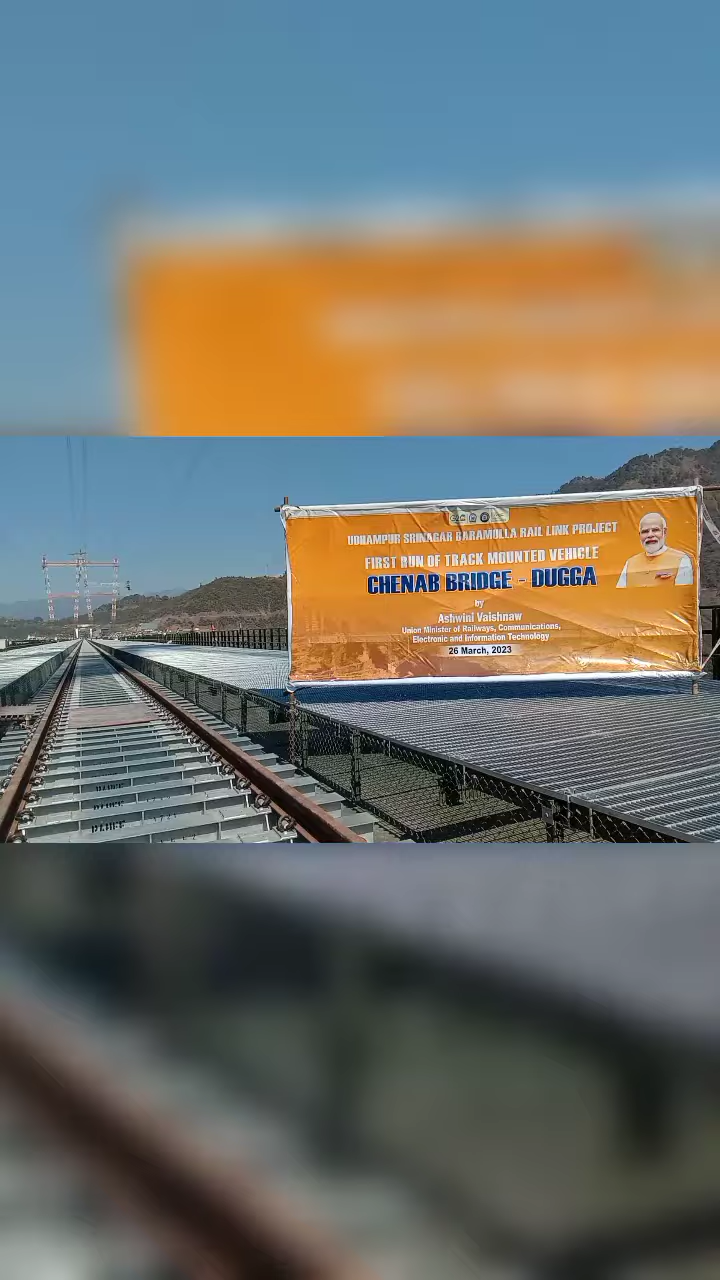 UDHAMPUR SRINAGAR BARAMULLA RAIL LINK PROJECT
FIRST RUN OF TRACK MOUNTED VEHICLE
CHENAB BRIDGE - DUGGA
by
Ashwini Vaishnaw
Union Minister of Railways, Communications,
Electronic and Information Technology
26 March, 2023